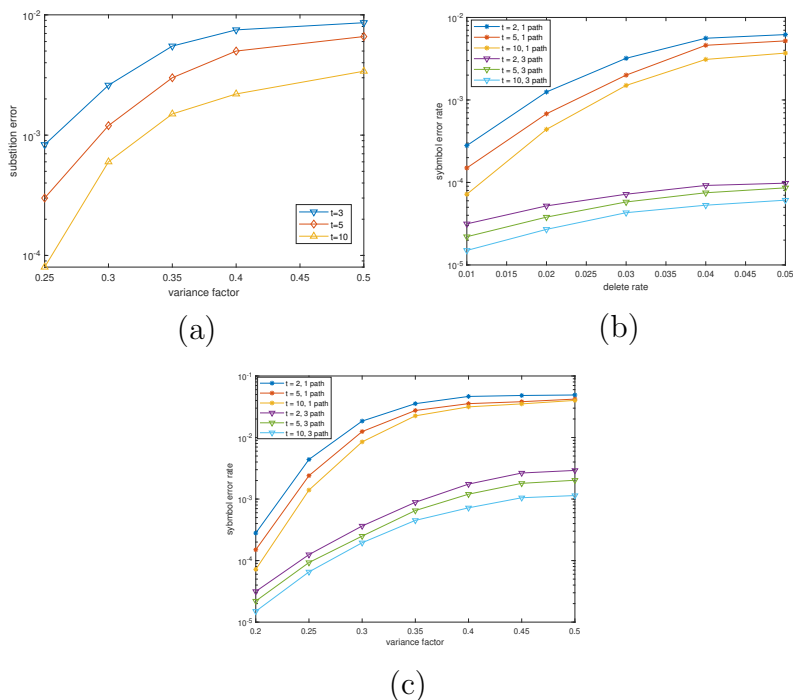 10^-2
10^-3
10^-4
substition error
t=3
t=5
t=10
0.25
0.3
0.35
0.4
0.5
variance factor
(a)
10^-2
10^-3
10^-4
10^-5
sybmbol error rate
t = 2, 1 path
t = 5, 1 path
t = 10, 1 path
t = 2, 3 path
t = 5, 3 path
t = 10, 3 path
0.01 0.015 0.02 0.025 0.03 0.035 0.04 0.045 0.05
delete rate
(b)
10^-1
10^-2
10^-3
10^-4
10^-5
sybmbol error rate
t = 2, 1 path
t = 5, 1 path
t = 10, 1 path
t = 2, 3 path
t = 5, 3 path
t = 10, 3 path
0.2 0.25 0.3 0.35 0.4 0.45 0.5
variance factor
(c)